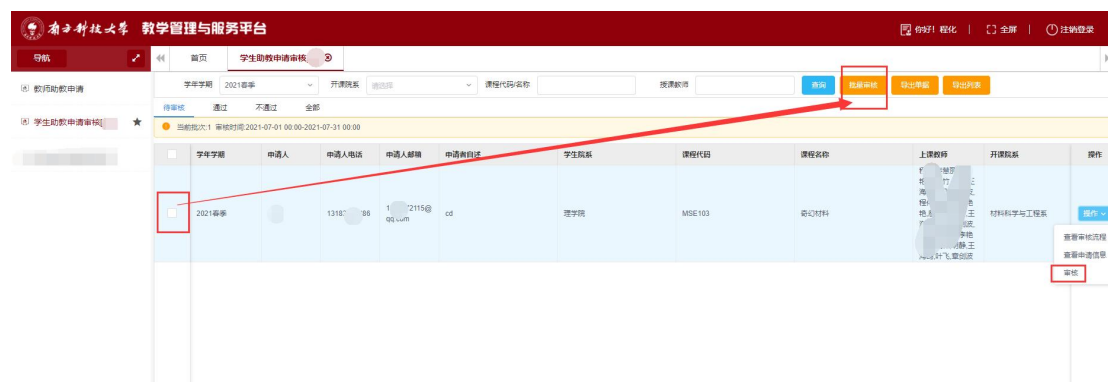 南方科技大学 教学管理与服务平台
你好! 程化 | 全屏 | 注销登录
导航
首页
学生助教申请审核
教师助教申请
学生助教申请审核
学年学期 2021春季 开课院系 请选择 课程代码/名称 授课教师 查询 批量审核 导出单据 导出列表
待审核 通过 不通过 全部
当前批次:1 审核时间:2021-07-01 00:00-2021-07-31 00:00
学年学期 申请人 申请人电话 申请人邮箱 申请者自述 学生院系 课程代码 课程名称 上课教师 开课院系 操作
2021春季 cd 理学院 MSE103 奇幻材料 材料科学与工程系 操作
2115@
qq.com
查看审核流程
查看申请信息
审核